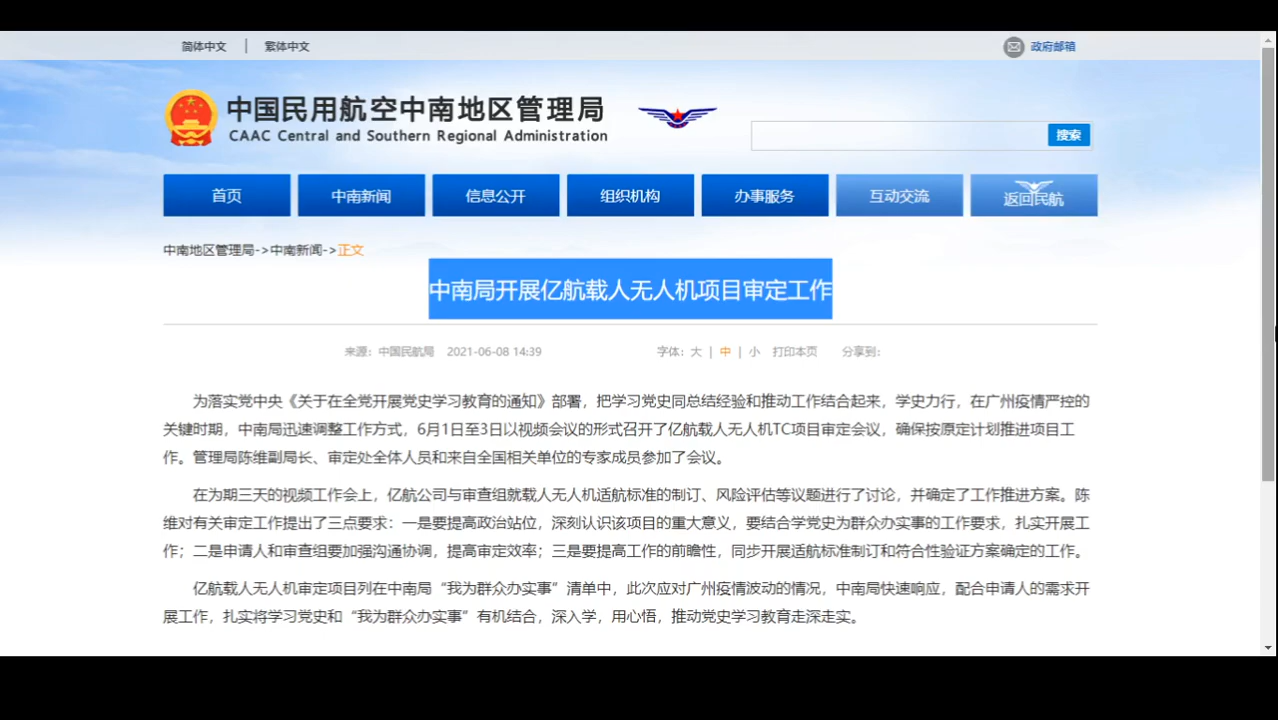 简体中文 | 繁体中文
政府邮箱
中国民用航空中南地区管理局
CAAC Central and Southern Regional Administration
搜索
首页 中南新闻 信息公开 组织机构 办事服务 互动交流 返回民航
中南地区管理局->中南新闻->正文
中南局开展亿航载人无人机项目审定工作
来源：中国民航局 2021-06-08 14:39 字体：大 | 中 | 小 打印本页 分享到:
为落实党中央《关于在全党开展党史学习教育的通知》部署，把学习党史同总结经验和推动工作结合起来，学史力行，在广州疫情严控的
关键时期，中南局迅速调整工作方式，6月1日至3日以视频会议的形式召开了亿航载人无人机TC项目审定会议，确保按原定计划推进项目工
作。管理局陈维副局长、审定处全体人员和来自全国相关单位的专家成员参加了会议。
在为期三天的视频工作会上，亿航公司与审查组就载人无人机适航标准的制订、风险评估等议题进行了讨论，并确定了工作推进方案。陈
维对有关审定工作提出了三点要求：一是要提高政治站位，深刻认识该项目的重大意义，要结合学党史为群众办实事的工作要求，扎实开展工
作；二是申请人和审查组要加强沟通协调，提高审定效率；三是要提高工作的前瞻性，同步开展适航标准制订和符合性验证方案确定的工作。
亿航载人无人机审定项目列在中南局“我为群众办实事”清单中，此次应对广州疫情波动的情况，中南局快速响应，配合申请人的需求开
展工作，扎实将学习党史和“我为群众办实事”有机结合，深入学，用心悟，推动党史学习教育走深走实。